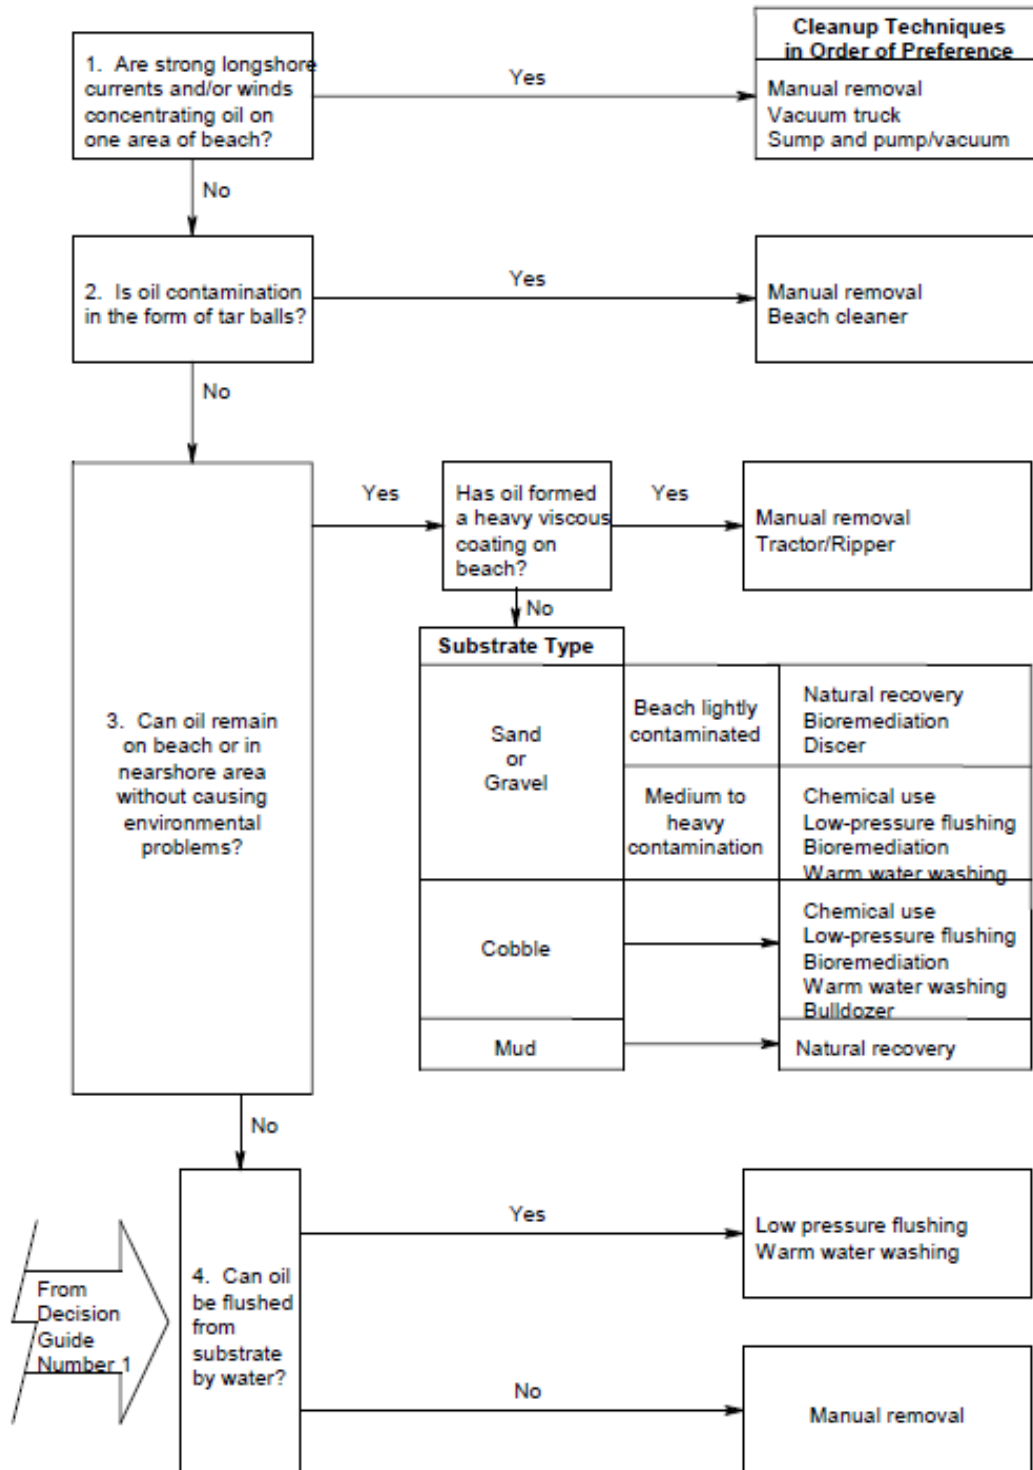 Cleanup Techniques
in Order of Preference
1. Are strong longshore
currents and/or winds
concentrating oil on
one area of beach?
Yes
Manual removal
Vacuum truck
Sump and pump/vacuum
No
2. Is oil contamination
in the form of tar balls?
Yes
Manual removal
Beach cleaner
No
3. Can oil remain
on beach or in
nearshore area
without causing
environmental
problems?
Yes
Has oil formed
a heavy viscous
coating on
beach?
Yes
Manual removal
Tractor/Ripper
No
Substrate Type
Sand
or
Gravel
Beach lightly
contaminated
Natural recovery
Bioremediation
Discer
Medium to
heavy
contamination
Chemical use
Low-pressure flushing
Bioremediation
Warm water washing
Cobble
Chemical use
Low-pressure flushing
Bioremediation
Warm water washing
Bulldozer
Mud
Natural recovery
No
From
Decision
Guide
Number 1
4. Can oil
be flushed
from
substrate
by water?
Yes
Low pressure flushing
Warm water washing
No
Manual removal